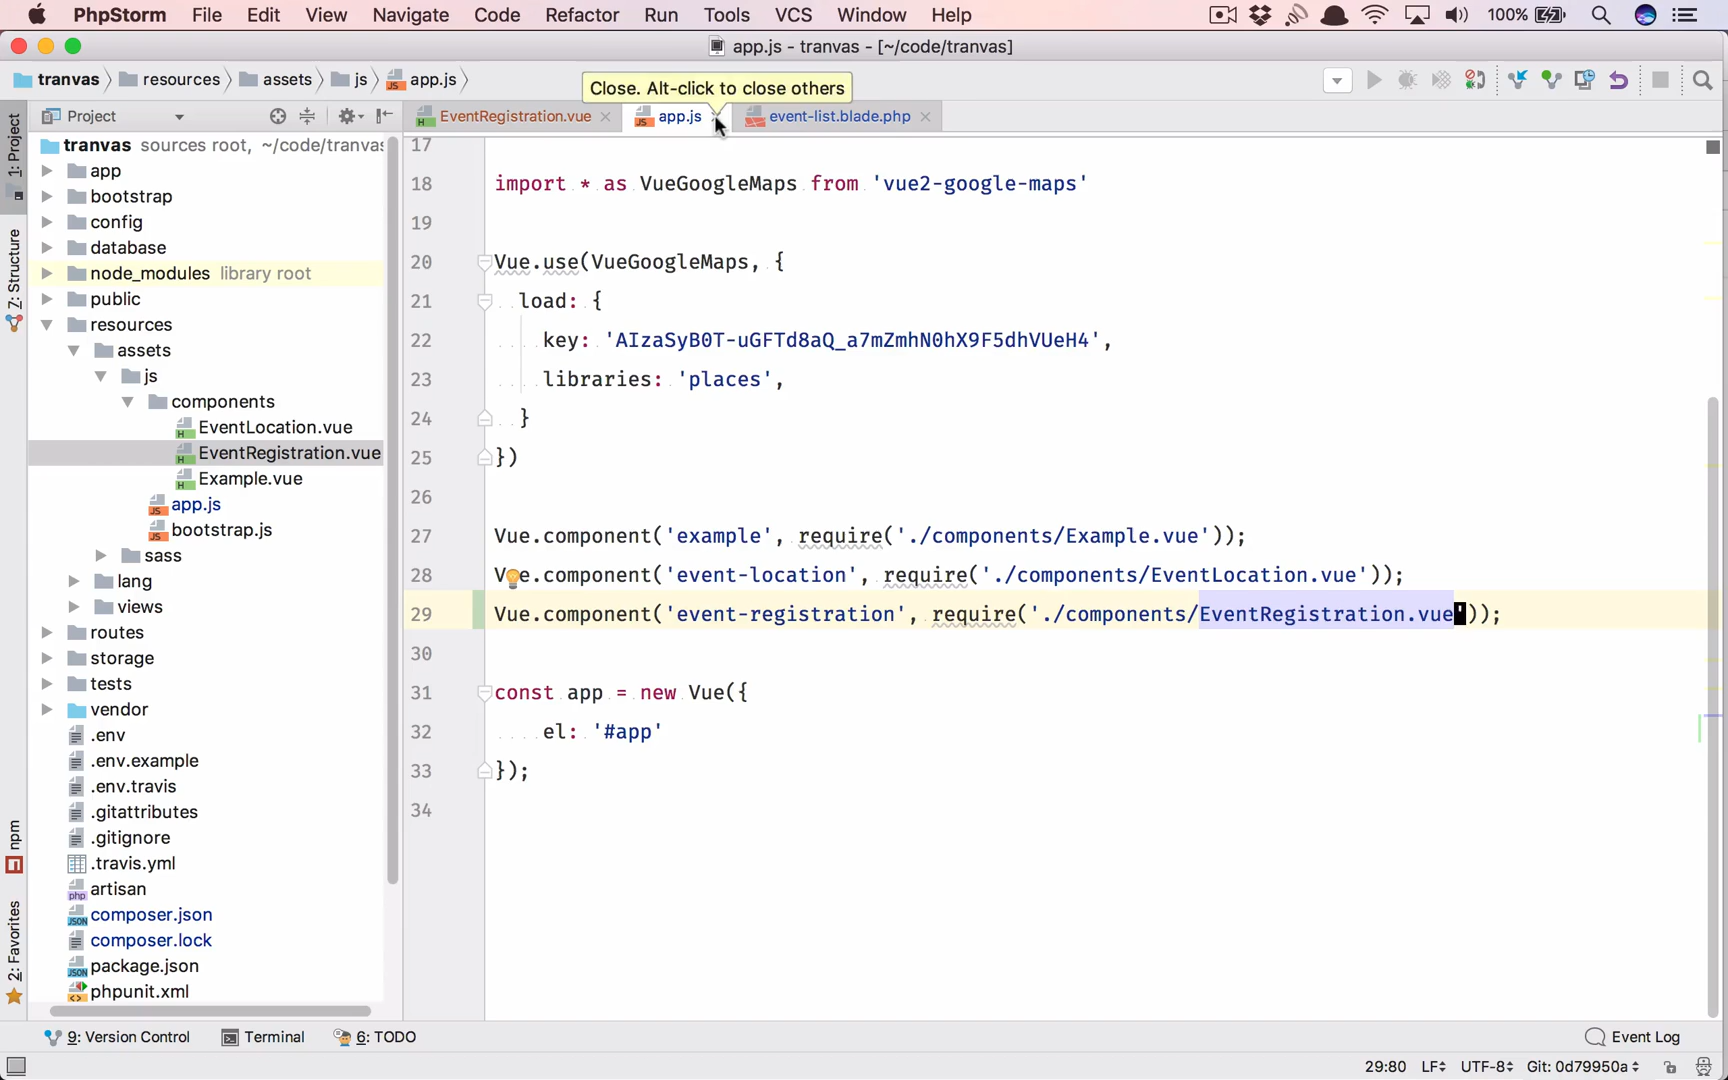 PhpStorm File Edit View Navigate Code Refactor Run Tools VCS Window Help 100%
app.js - tranvas - [~/code/tranvas]
tranvas resources assets js app.js
Close. Alt-click to close others
1: Project
7: Structure
npm
2: Favorites
Project
EventRegistration.vue app.js event-list.blade.php
tranvas sources root, ~/code/tranvas
app
bootstrap
config
database
node_modules library root
public
resources
assets
js
components
EventLocation.vue
EventRegistration.vue
Example.vue
app.js
bootstrap.js
sass
lang
views
routes
storage
tests
vendor
.env
.env.example
.env.travis
.gitattributes
.gitignore
.travis.yml
artisan
composer.json
composer.lock
package.json
phpunit.xml
17
18 import * as VueGoogleMaps from 'vue2-google-maps'
19
20 Vue.use(VueGoogleMaps, {
21 load: {
22 key: 'AIzaSyB0T-uGFTd8aQ_a7mZmhN0hX9F5dhVUeH4',
23 libraries: 'places',
24 }
25 })
26
27 Vue.component('example', require('./components/Example.vue'));
28 Vue.component('event-location', require('./components/EventLocation.vue'));
29 Vue.component('event-registration', require('./components/EventRegistration.vue'));
30
31 const app = new Vue({
32 el: '#app'
33 });
34
9: Version Control Terminal 6: TODO Event Log
29:80 LF UTF-8 Git: 0d79950a